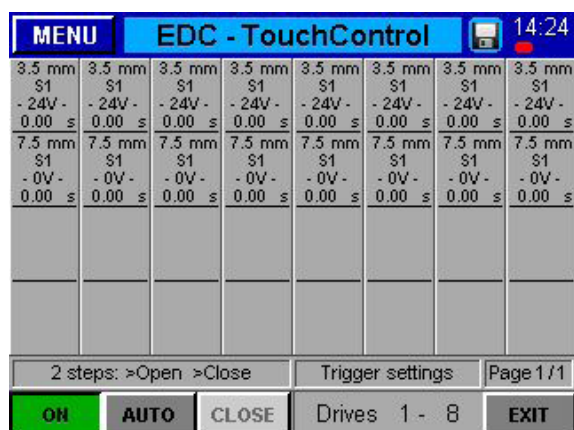 MENU EDC - TouchControl 14:24
3.5 mm 3.5 mm 3.5 mm 3.5 mm 3.5 mm 3.5 mm 3.5 mm 3.5 mm
S1 S1 S1 S1 S1 S1 S1 S1
- 24V - - 24V - - 24V - - 24V - - 24V - - 24V - - 24V - - 24V -
0.00 s 0.00 s 0.00 s 0.00 s 0.00 s 0.00 s 0.00 s 0.00 s
7.5 mm 7.5 mm 7.5 mm 7.5 mm 7.5 mm 7.5 mm 7.5 mm 7.5 mm
S1 S1 S1 S1 S1 S1 S1 S1
- 0V - - 0V - - 0V - - 0V - - 0V - - 0V - - 0V - - 0V -
0.00 s 0.00 s 0.00 s 0.00 s 0.00 s 0.00 s 0.00 s 0.00 s
2 steps: >Open >Close Trigger settings Page 1/1
ON AUTO CLOSE Drives 1 - 8 EXIT